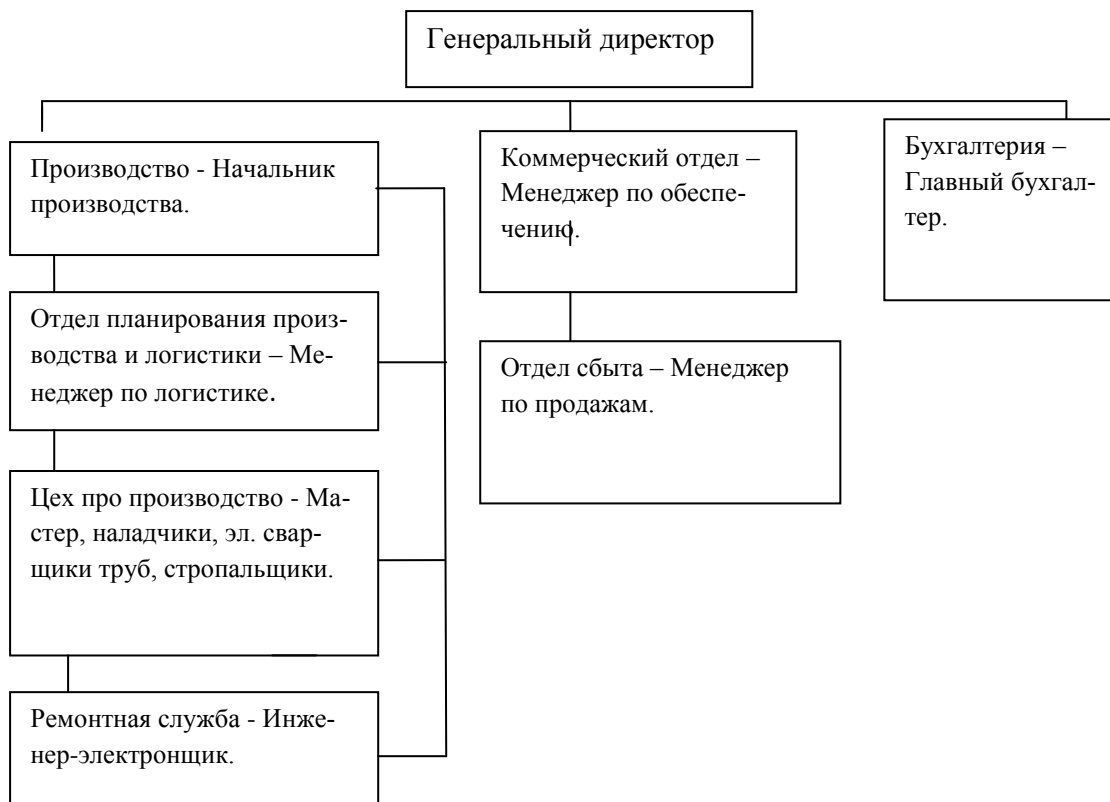 Генеральный директор
Производство - Начальник
производства.
Отдел планирования произ-
водства и логистики – Ме-
неджер по логистике.
Цех про производство - Ма-
стер, наладчики, эл. свар-
щики труб, стропальщики.
Ремонтная служба - Инже-
нер-электронщик.
Коммерческий отдел –
Менеджер по обеспе-
чению.
Отдел сбыта – Менеджер
по продажам.
Бухгалтерия –
Главный бухгал-
тер.